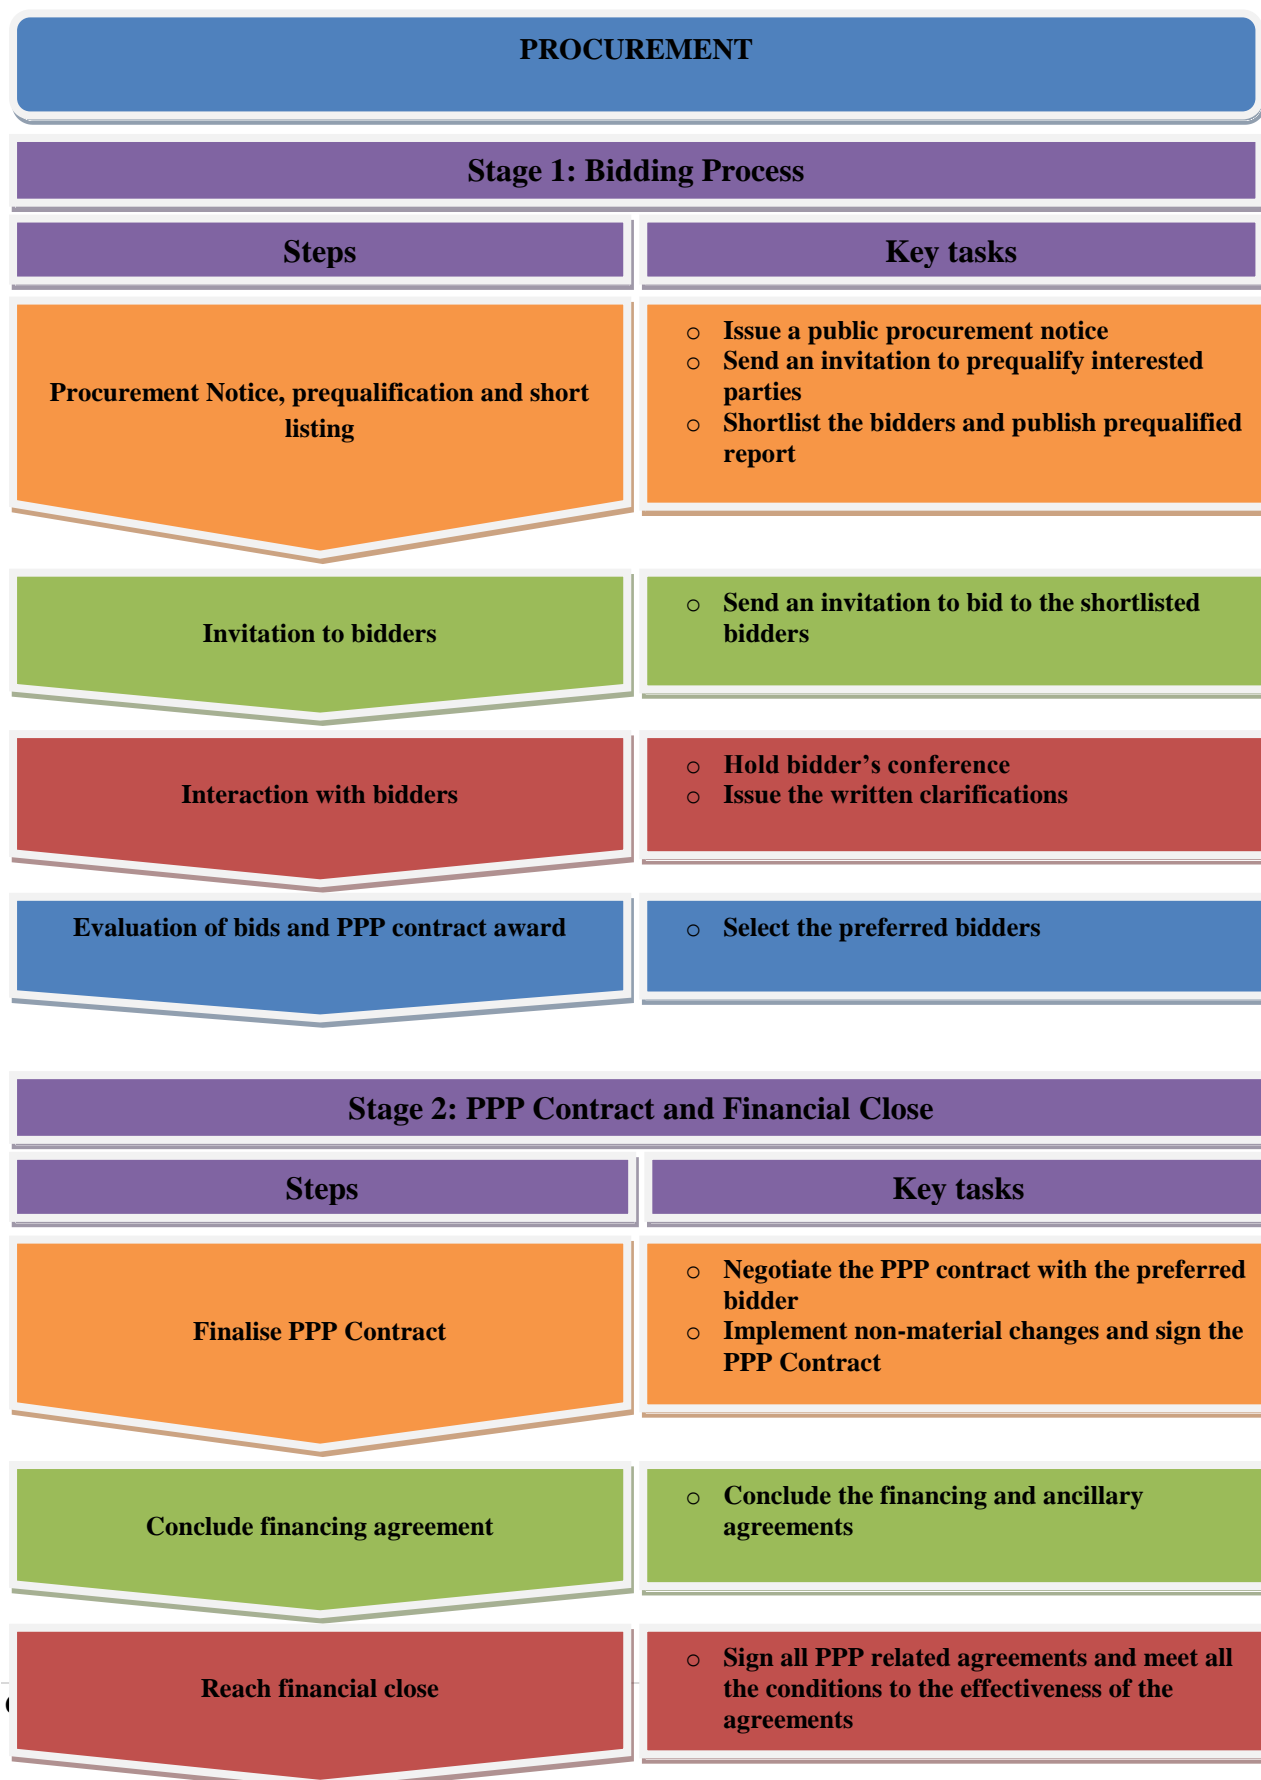 PROCUREMENT
Stage 1: Bidding Process
Steps
Key tasks
Procurement Notice, prequalification and short
listing
o Issue a public procurement notice
o Send an invitation to prequalify interested
parties
o Shortlist the bidders and publish prequalified
report
Invitation to bidders
o Send an invitation to bid to the shortlisted
bidders
Interaction with bidders
o Hold bidder’s conference
o Issue the written clarifications
Evaluation of bids and PPP contract award
o Select the preferred bidders
Stage 2: PPP Contract and Financial Close
Steps
Key tasks
Finalise PPP Contract
o Negotiate the PPP contract with the preferred
bidder
o Implement non-material changes and sign the
PPP Contract
Conclude financing agreement
o Conclude the financing and ancillary
agreements
Reach financial close
o Sign all PPP related agreements and meet all
the conditions to the effectiveness of the
agreements